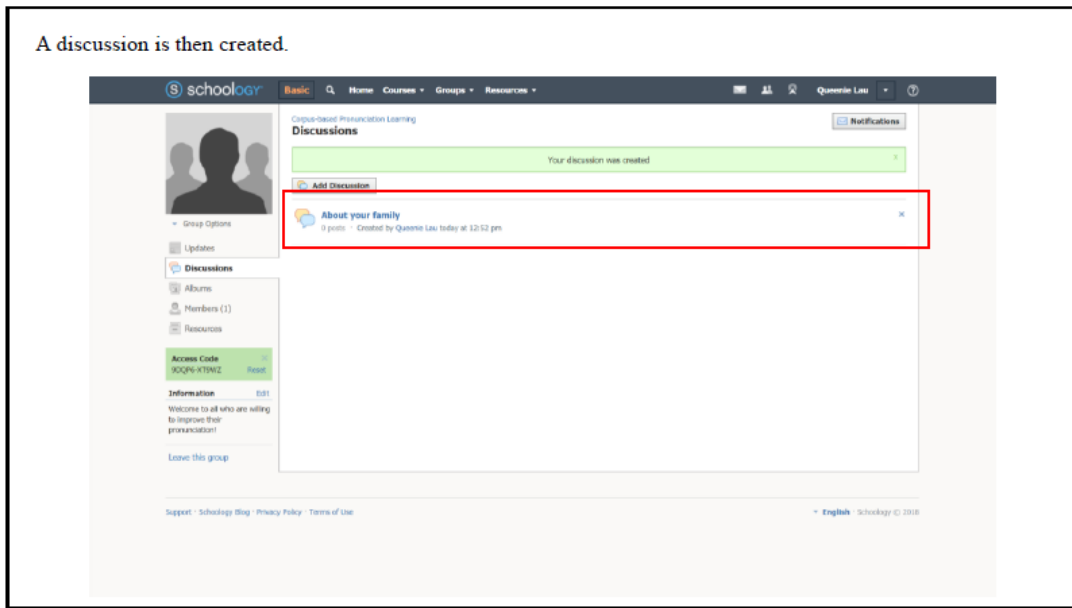 A discussion is then created.
schoology Basic Home Courses Groups Resources Queenie Lau
Corpus-based Pronunciation Learning
Discussions
Notifications
Your discussion was created
Add Discussion
About your family
0 posts · Created by Queenie Lau today at 12:52 pm
Group Options
Updates
Discussions
Albums
Members (1)
Resources
Access Code
Reset
Information Edit
Welcome to all who are willing
to improve their
pronunciation!
Leave this group
Support · Schoology Blog · Privacy Policy · Terms of Use
English · Schoology © 2018